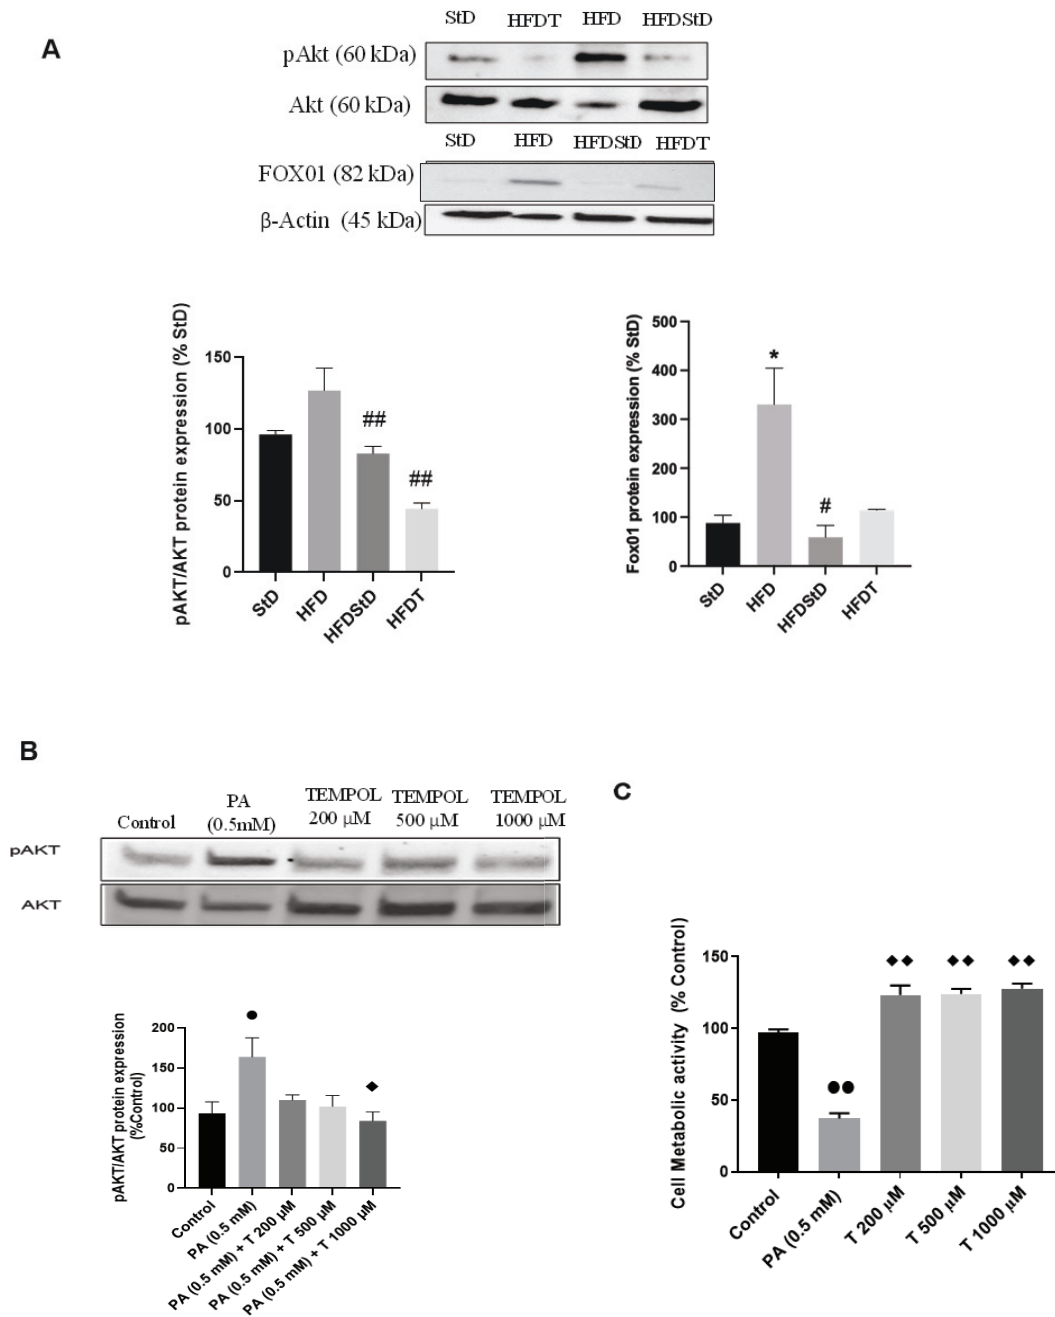 A
StD HFDT HFD HFDStD
pAkt (60 kDa)
Akt (60 kDa)
StD HFD HFDStD HFDT
FOX01 (82 kDa)
β-Actin (45 kDa)
pAKT/AKT protein expression (% StD)
150
100
50
0
##
##
StD HFD HFDStD HFDT
Fox01 protein expression (% StD)
500
400
300
200
100
0
*
#
StD HFD HFDStD HFDT
B
Control
PA
(0.5mM)
TEMPOL
200 µM
TEMPOL
500 µM
TEMPOL
1000 µM
pAKT
AKT
pAKT/AKT protein expression
(%Control)
200
150
100
50
0
●
◆
Control
PA (0.5 mM)
PA (0.5 mM) + T 200 µM
PA (0.5 mM) + T 500 µM
PA (0.5 mM) + T 1000 µM
C
Cell Metabolic activity (% Control)
150
100
50
0
●●
◆◆ ◆◆ ◆◆
Control
PA (0.5 mM)
T 200 µM
T 500 µM
T 1000 µM